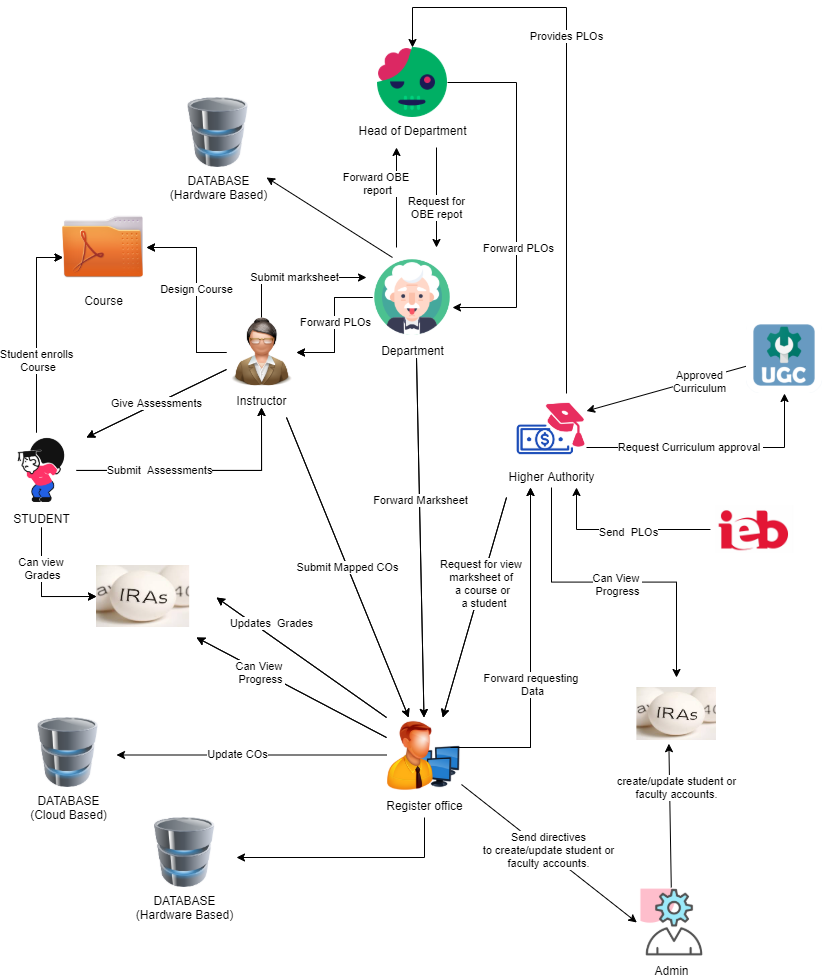 Provides PLOs
Head of Department
DATABASE
(Hardware Based)
Forward OBE
report
Request for
OBE repot
Forward PLOs
Course
Design Course
Submit marksheet
Forward PLOs
Department
Instructor
Student enrolls
Course
Give Assessments
Submit  Assessments
STUDENT
UGC
Approved
Curriculum
Request Curriculum approval
Higher Authority
Forward Marksheet
ieb
Send  PLOs
Can view
Grades
IRAs
Submit Mapped COs
Request for view
marksheet of
a course or
a student
Can View
Progress
Updates  Grades
Can View
Progress
Forward requesting
Data
IRAs
Update COs
DATABASE
(Cloud Based)
Register office
create/update student or
faculty accounts.
Send directives
to create/update student or
faculty accounts.
DATABASE
(Hardware Based)
Admin